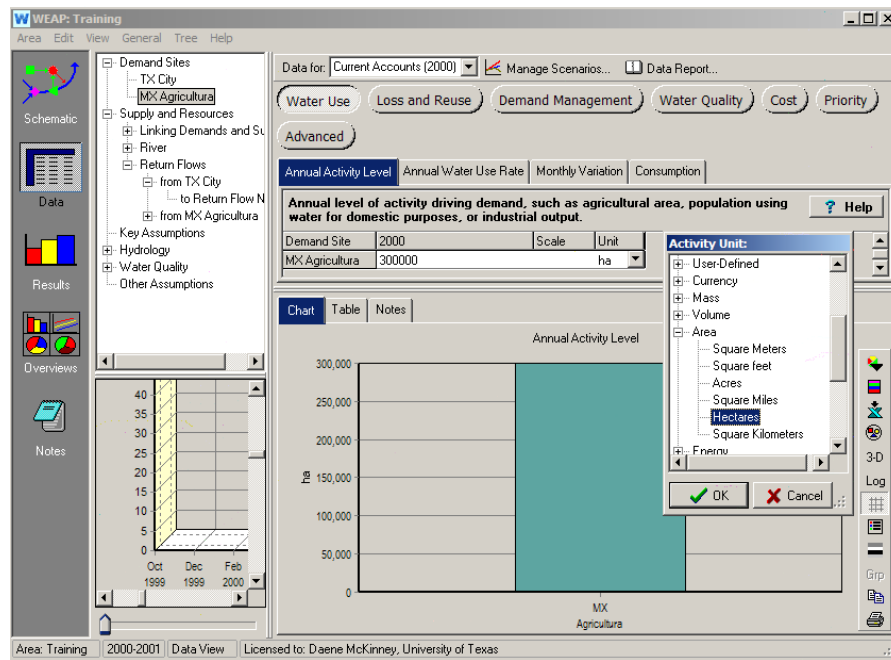 WEAP: Training
Area Edit View General Tree Help
Schematic
Data
Results
Overviews
Notes
Demand Sites
TX City
MX Agricultura
Supply and Resources
Linking Demands and Su
River
Return Flows
from TX City
to Return Flow N
from MX Agricultura
Key Assumptions
Hydrology
Water Quality
Other Assumptions
40
35
30
25
20
15
10
5
0
Oct Dec Feb
1999 1999 2000
Data for: Current Accounts (2000) Manage Scenarios... Data Report...
Water Use Loss and Reuse Demand Management Water Quality Cost Priority
Advanced
Annual Activity Level Annual Water Use Rate Monthly Variation Consumption
Annual level of activity driving demand, such as agricultural area, population using
water for domestic purposes, or industrial output.
? Help
Demand Site 2000 Scale Unit
MX Agricultura 300000 ha
Activity Unit:
User-Defined
Currency
Mass
Volume
Area
Square Meters
Square feet
Acres
Square Miles
Hectares
Square Kilometers
Energy
OK Cancel
Chart Table Notes
Annual Activity Level
300,000
250,000
200,000
150,000
100,000
50,000
0
ha
MX
Agricultura
3-D
Log
Grp
Area: Training 2000-2001 Data View Licensed to: Daene McKinney, University of Texas